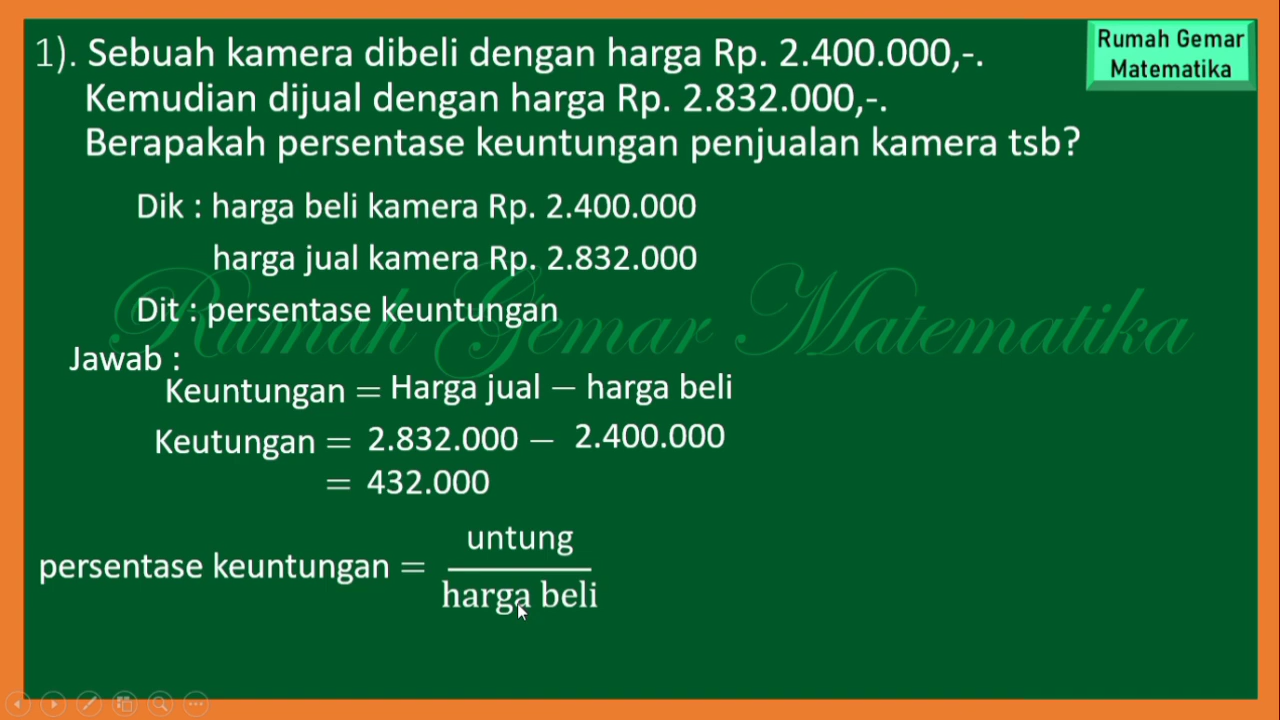 1). Sebuah kamera dibeli dengan harga Rp. 2.400.000,-.
Kemudian dijual dengan harga Rp. 2.832.000,-.
Berapakah persentase keuntungan penjualan kamera tsb?
Rumah Gemar
Matematika
Dik : harga beli kamera Rp. 2.400.000
harga jual kamera Rp. 2.832.000
Rumah Gemar Matematika
Dit : persentase keuntungan
Jawab :
Keuntungan = Harga jual − harga beli
Keutungan = 2.832.000 − 2.400.000
= 432.000
persentase keuntungan = untung
harga beli